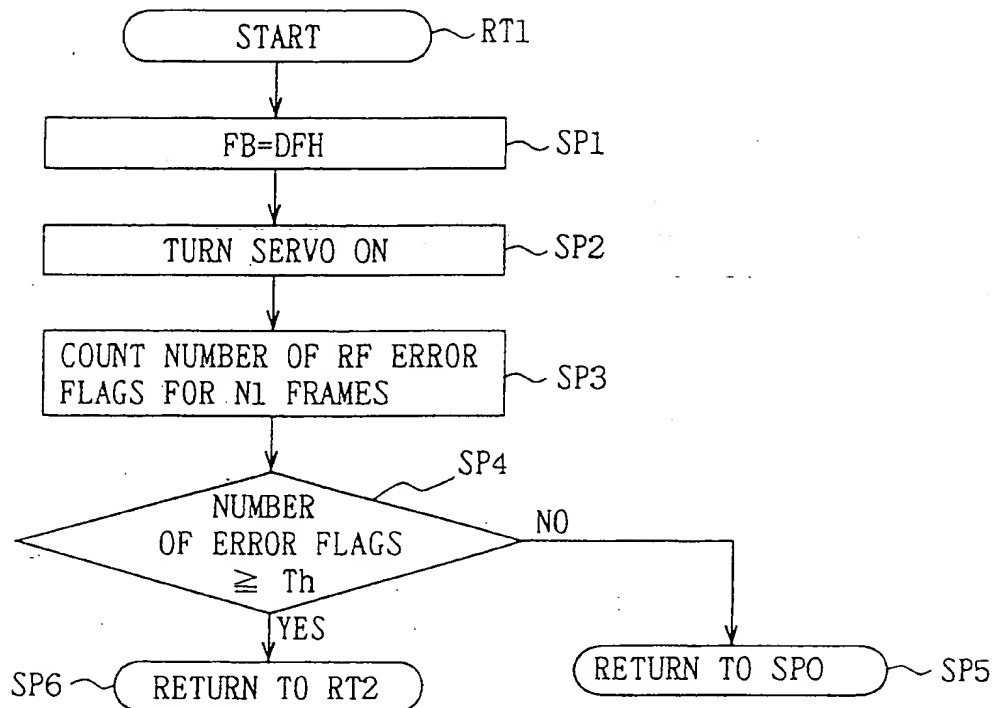 START
RT1
FB=DFH
SP1
TURN SERVO ON
SP2
COUNT NUMBER OF RF ERROR
FLAGS FOR N1 FRAMES
SP3
SP4
NUMBER
OF ERROR FLAGS
≧ Th
NO
YES
SP6
RETURN TO RT2
RETURN TO SP0
SP5